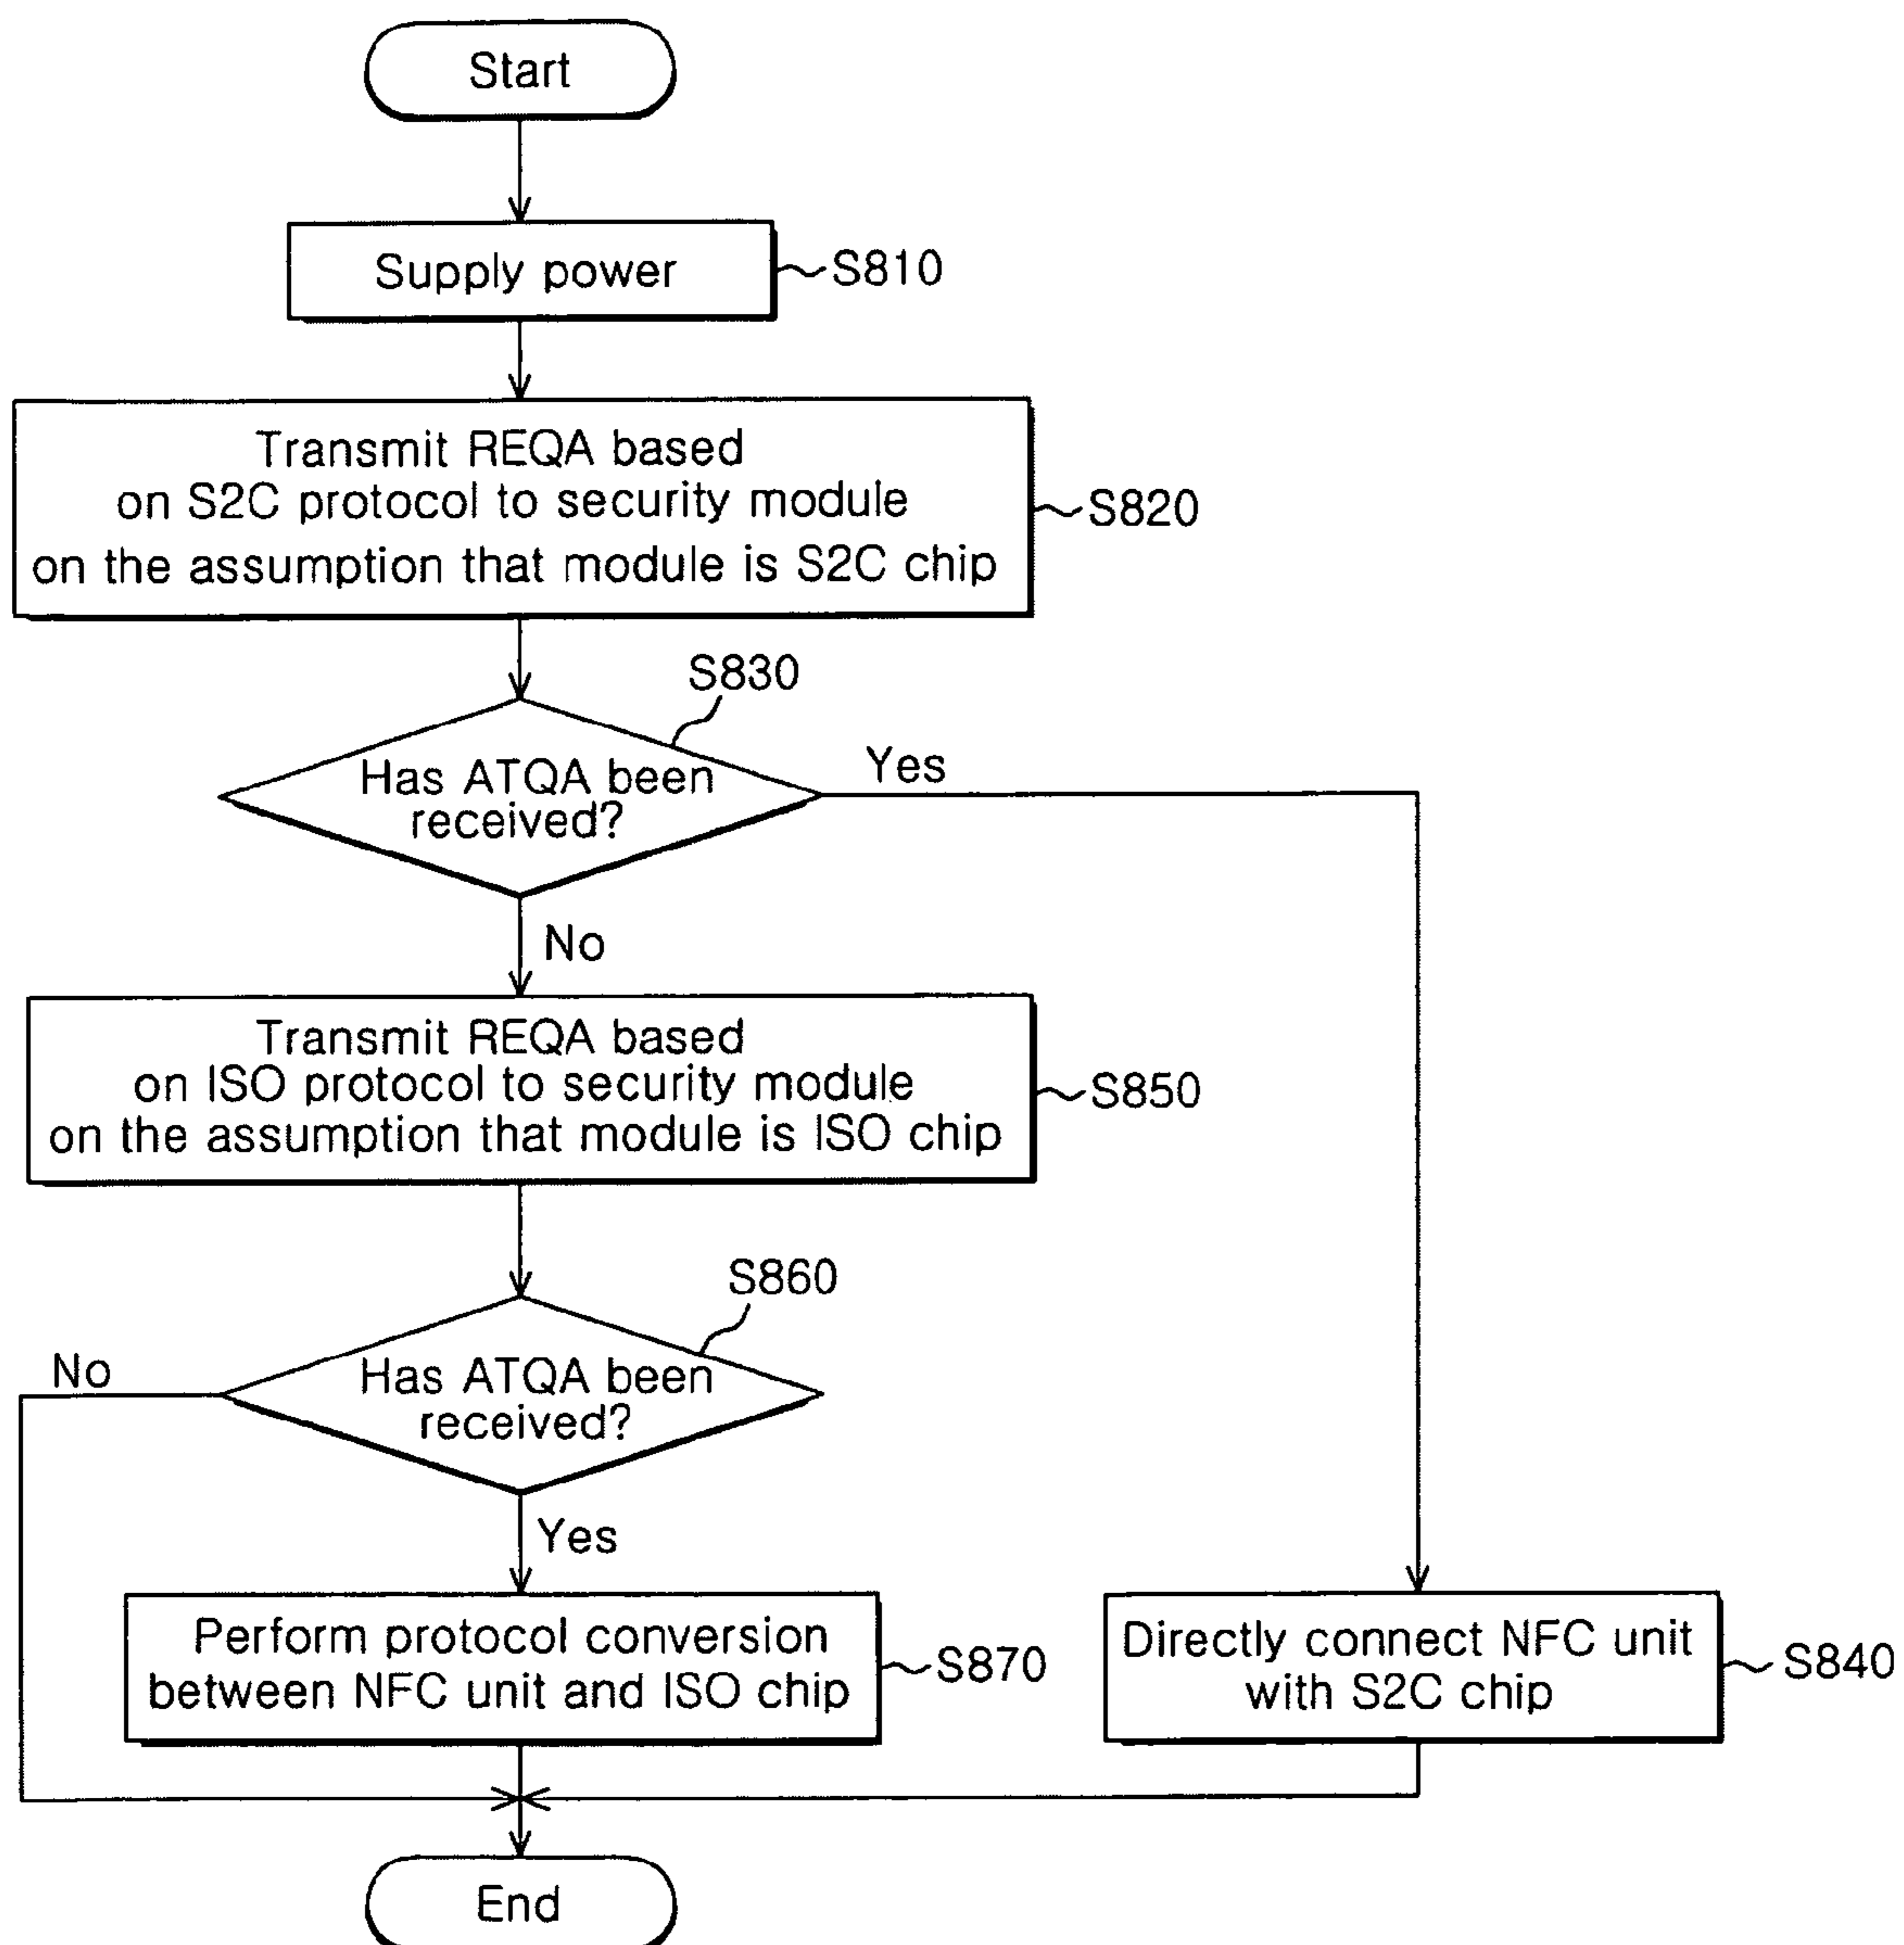 Start
Supply power
S810
Transmit REQA based
on S2C protocol to security module
on the assumption that module is S2C chip
S820
S830
Has ATQA been
received?
Yes
No
Transmit REQA based
on ISO protocol to security module
on the assumption that module is ISO chip
S850
S860
Has ATQA been
received?
No
Yes
Perform protocol conversion
between NFC unit and ISO chip
S870
Directly connect NFC unit
with S2C chip
S840
End